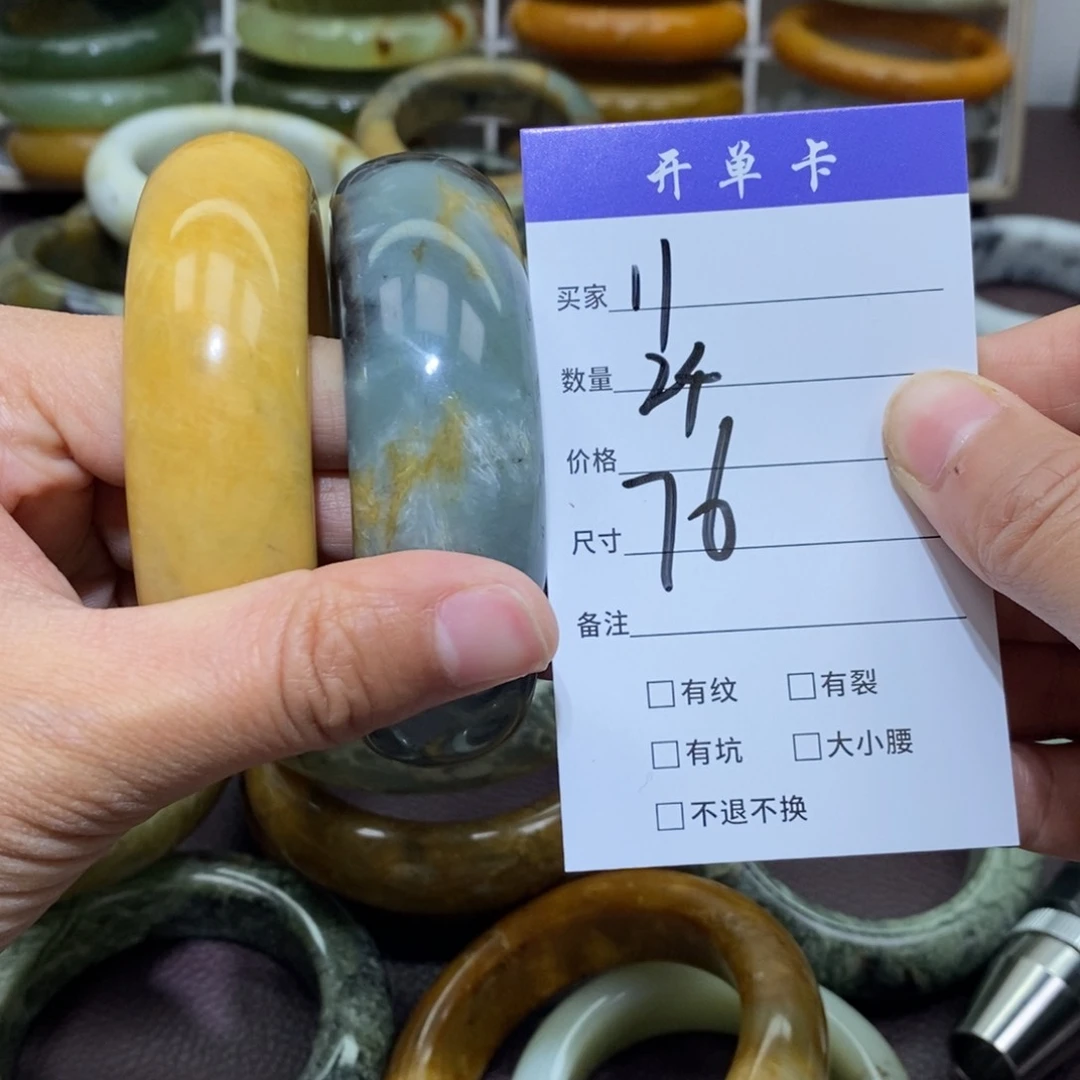 开单卡
买家 11
数量 24
价格 76
尺寸
备注
□有纹 □有裂
□有坑 □大小腰
□不退不换